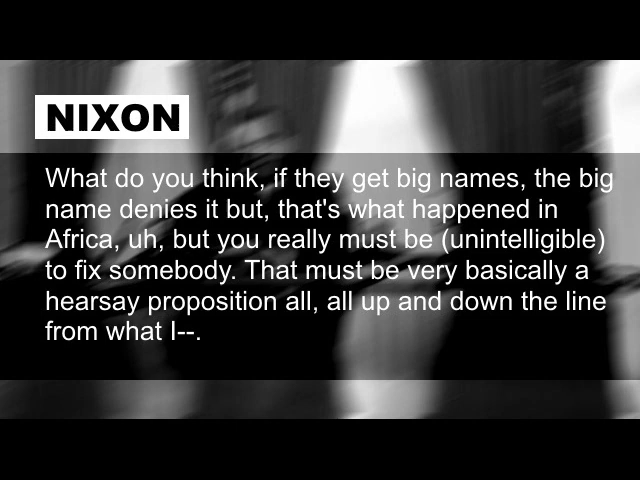 NIXON
What do you think, if they get big names, the big
name denies it but, that's what happened in
Africa, uh, but you really must be (unintelligible)
to fix somebody. That must be very basically a
hearsay proposition all, all up and down the line
from what I--.